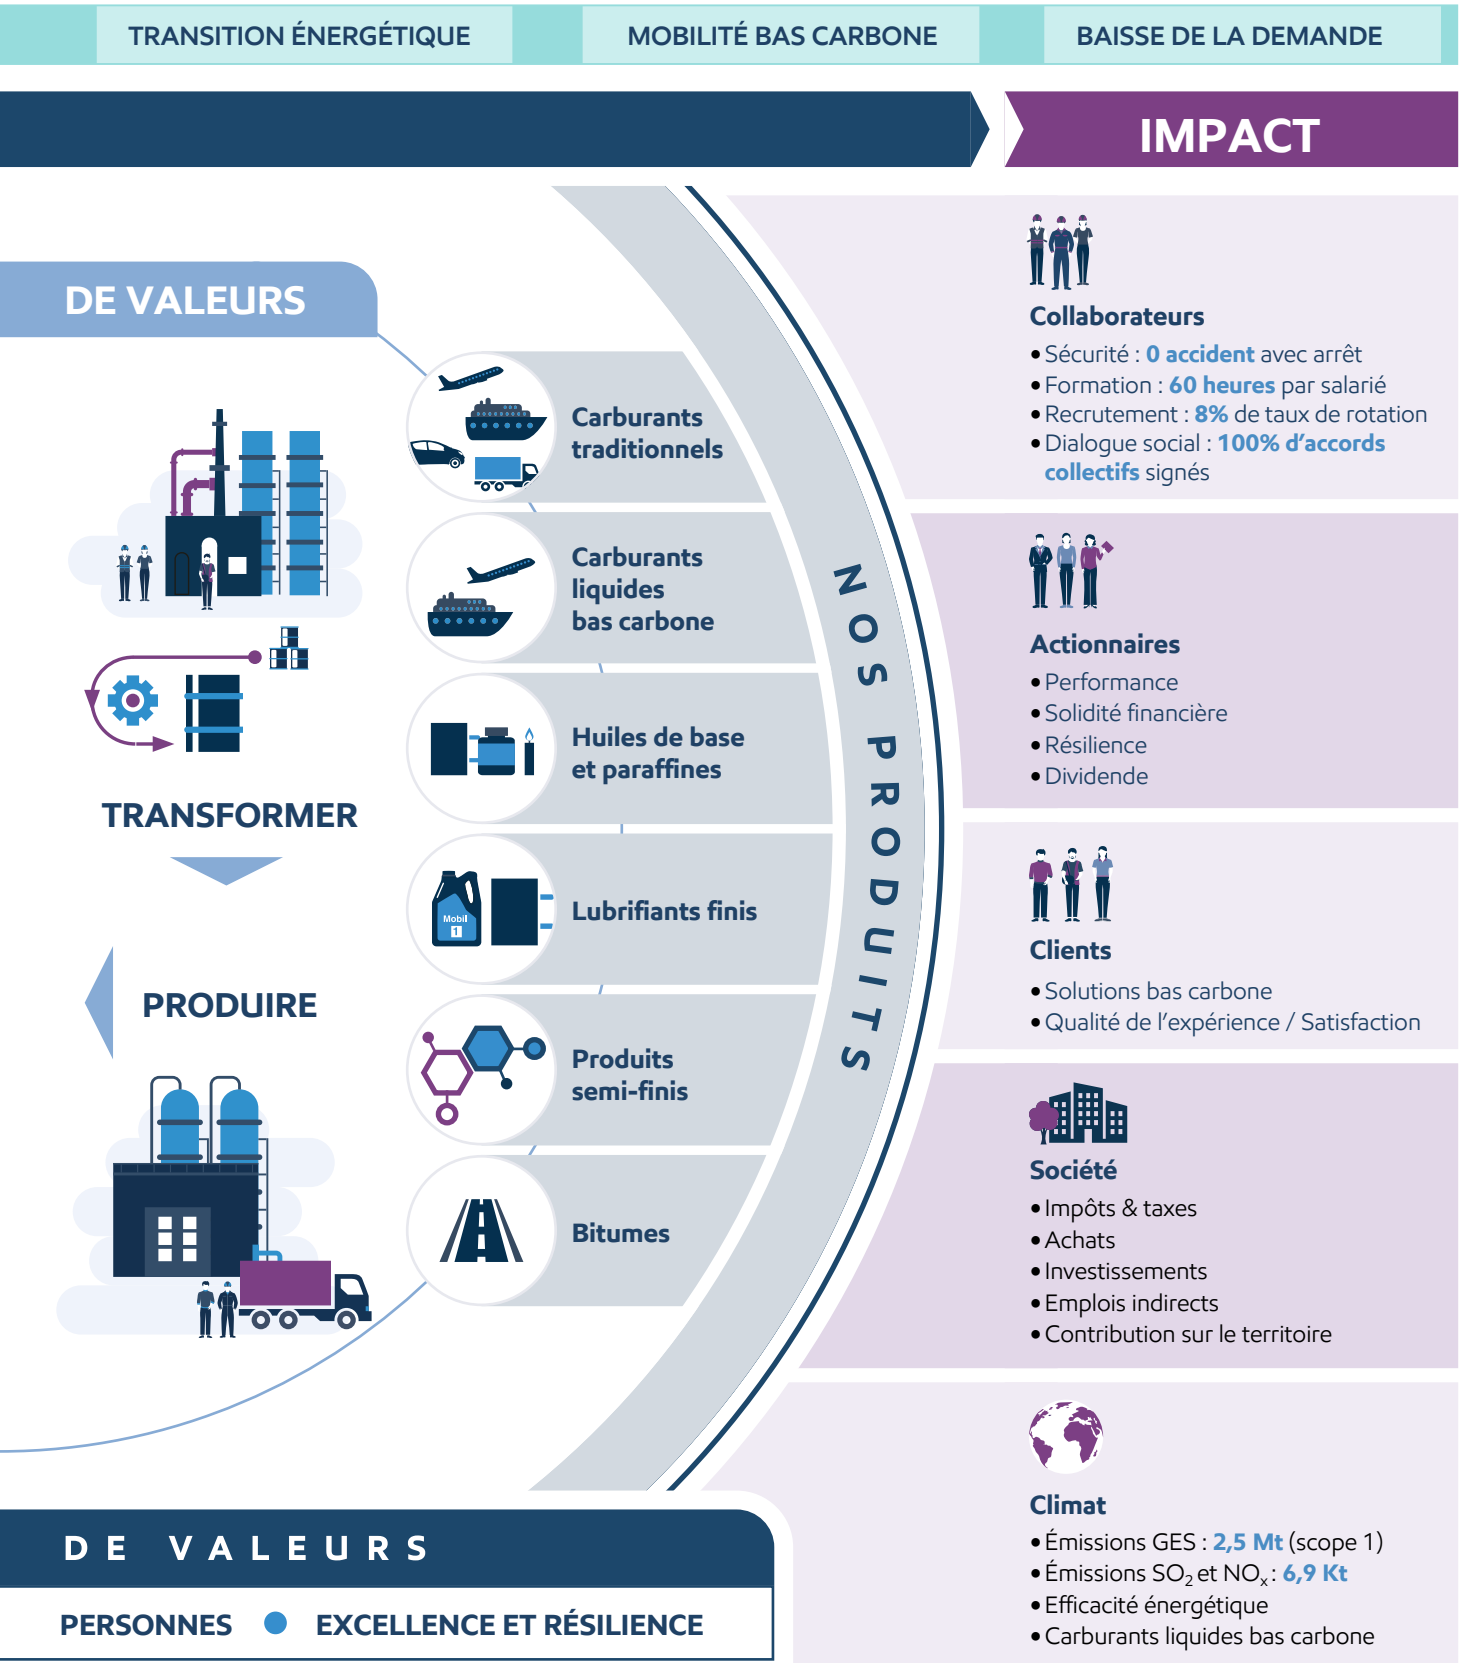 TRANSITION ÉNERGÉTIQUE
MOBILITÉ BAS CARBONE
BAISSE DE LA DEMANDE
IMPACT
DE VALEURS
TRANSFORMER
PRODUIRE
Carburants
traditionnels
Carburants
liquides
bas carbone
Huiles de base
et paraffines
Mobil
1
Lubrifiants finis
Produits
semi-finis
Bitumes
NOS PRODUITS
Collaborateurs
• Sécurité : 0 accident avec arrêt
• Formation : 60 heures par salarié
• Recrutement : 8% de taux de rotation
• Dialogue social : 100% d’accords
collectifs signés
Actionnaires
• Performance
• Solidité financière
• Résilience
• Dividende
Clients
• Solutions bas carbone
• Qualité de l’expérience / Satisfaction
Société
• Impôts & taxes
• Achats
• Investissements
• Emplois indirects
• Contribution sur le territoire
Climat
• Émissions GES : 2,5 Mt (scope 1)
• Émissions SO₂ et NOₓ : 6,9 Kt
• Efficacité énergétique
• Carburants liquides bas carbone
DE VALEURS
PERSONNES ● EXCELLENCE ET RÉSILIENCE